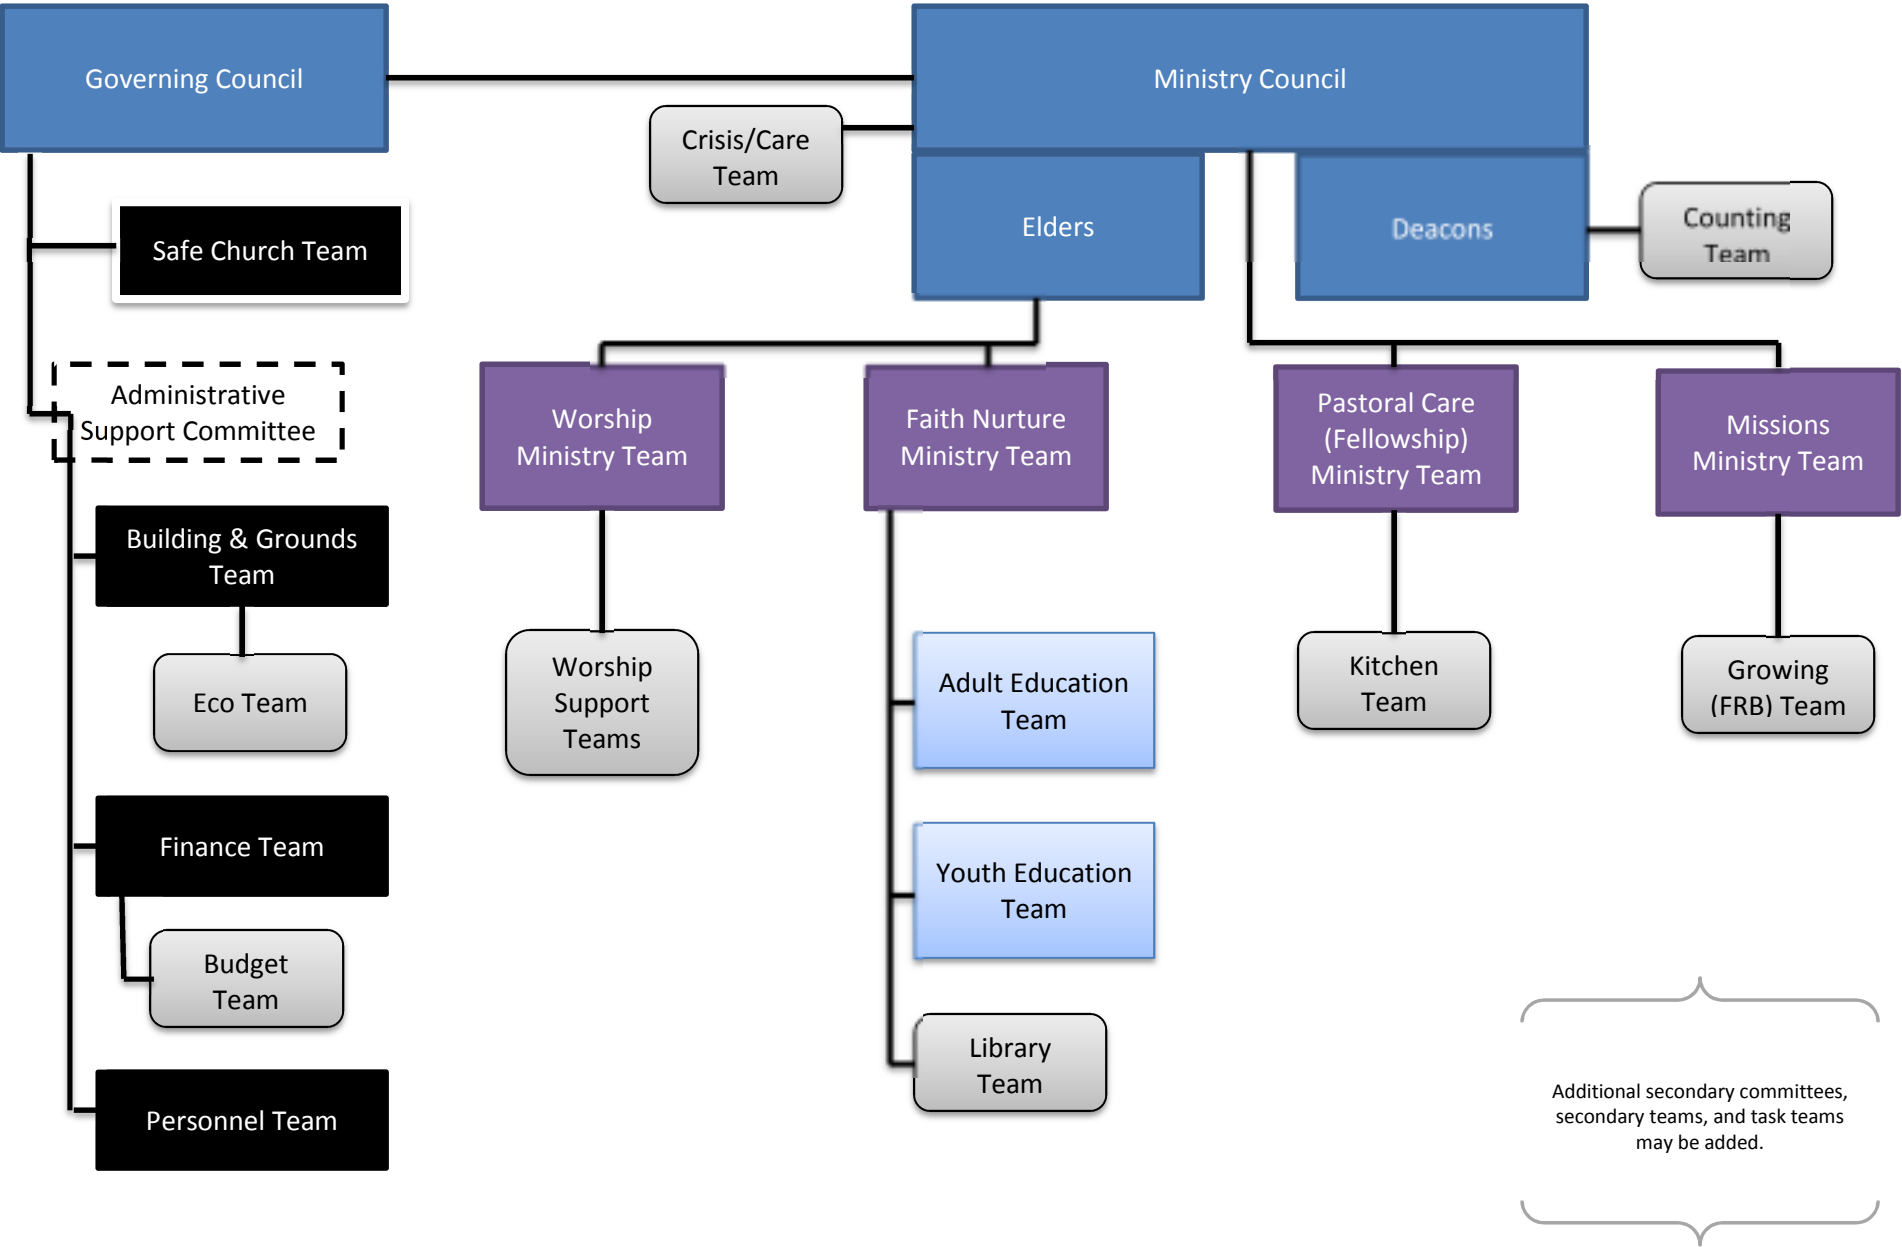 Governing Council
Ministry Council
Crisis/Care
Team
Elders
Deacons
Counting
Team
Safe Church Team
Administrative
Support Committee
Worship
Ministry Team
Faith Nurture
Ministry Team
Pastoral Care
(Fellowship)
Ministry Team
Missions
Ministry Team
Building & Grounds
Team
Eco Team
Worship
Support
Teams
Adult Education
Team
Kitchen
Team
Growing
(FRB) Team
Finance Team
Youth Education
Team
Budget
Team
Library
Team
Personnel Team
Additional secondary committees,
secondary teams, and task teams
may be added.